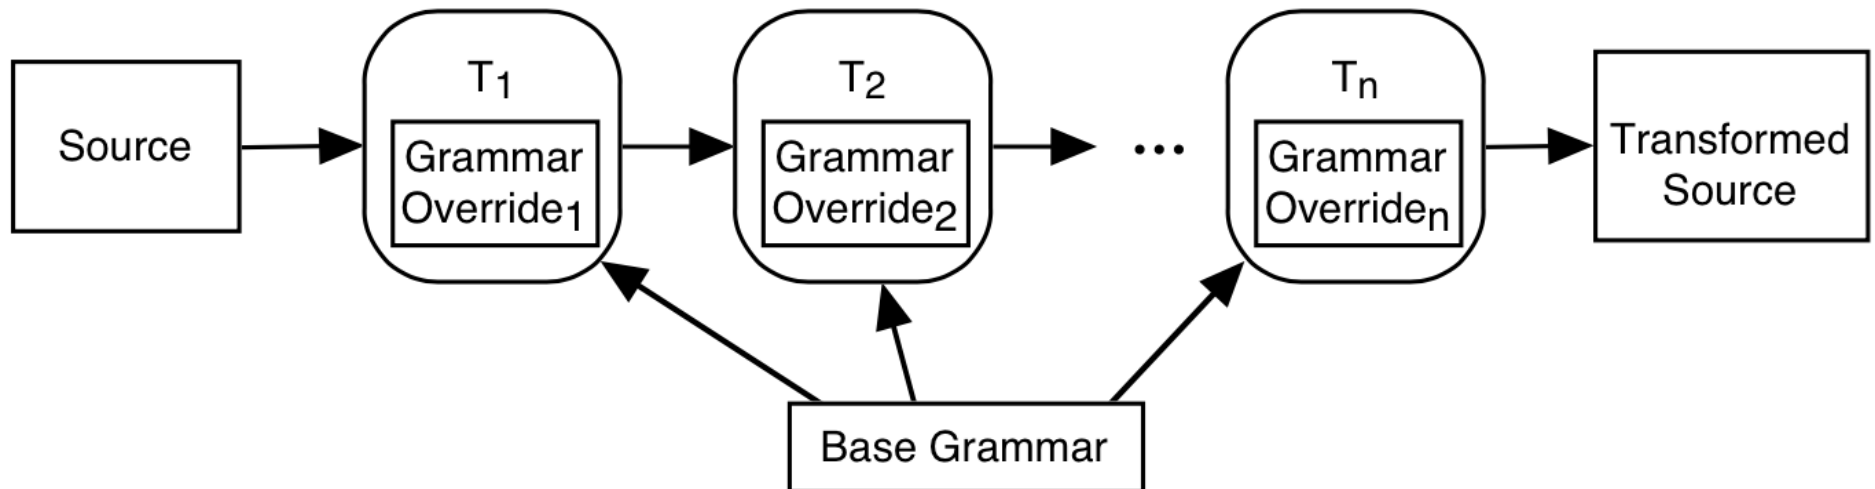 Source
T1
Grammar
Override1
T2
Grammar
Override2
...
Tn
Grammar
Overriden
Transformed
Source
Base Grammar